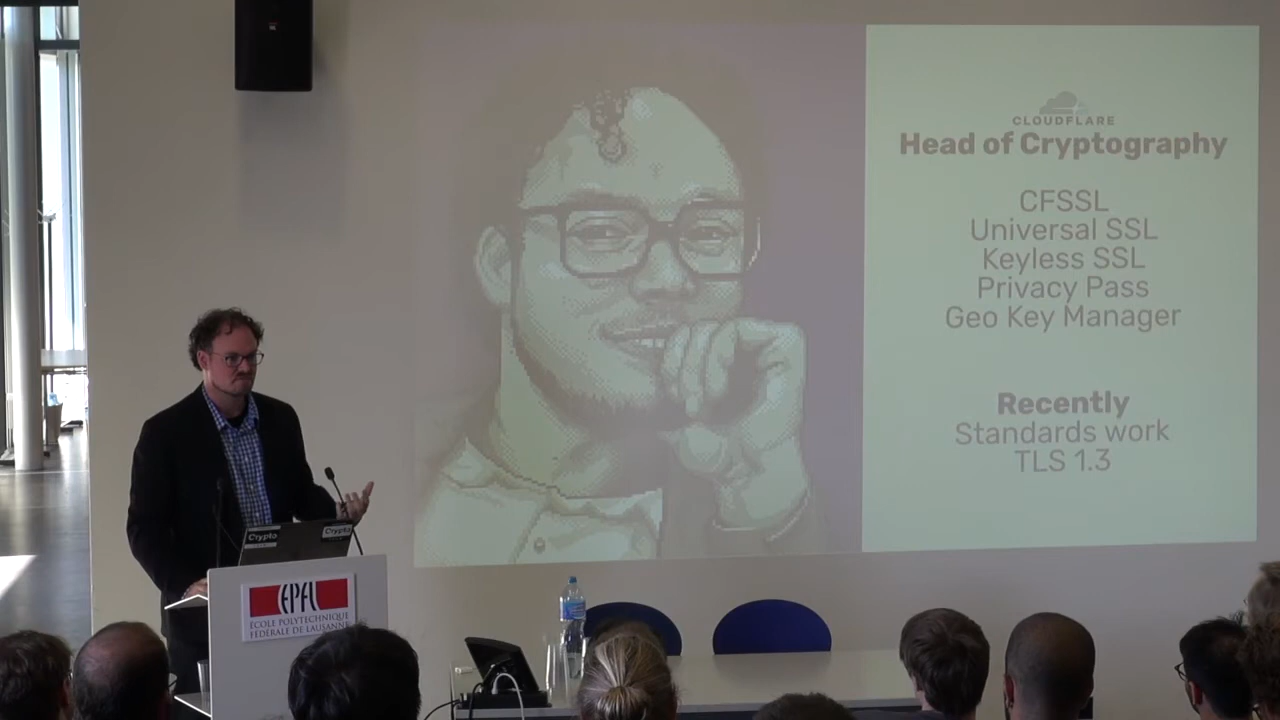 CLOUDFLARE
Head of Cryptography
CFSSL
Universal SSL
Keyless SSL
Privacy Pass
Geo Key Manager
Recently
Standards work
TLS 1.3
Crypto
Crypto
EPFL
ÉCOLE POLYTECHNIQUE
FÉDÉRALE DE LAUSANNE